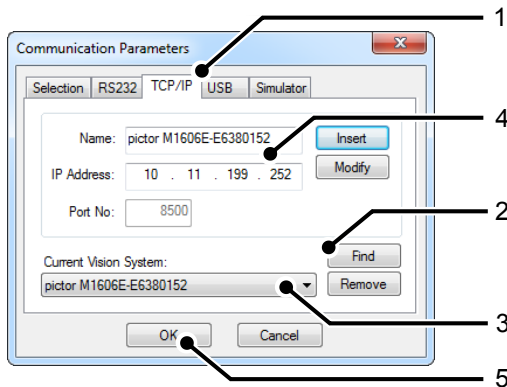 1
Communication Parameters
Selection RS232 TCP/IP USB Simulator
4
Name: pictor M1606E-E6380152 Insert
IP Address: 10 . 11 . 199 . 252 Modify
Port No: 8500
2
Find
Current Vision System:
pictor M1606E-E6380152 Remove
3
OK Cancel
5